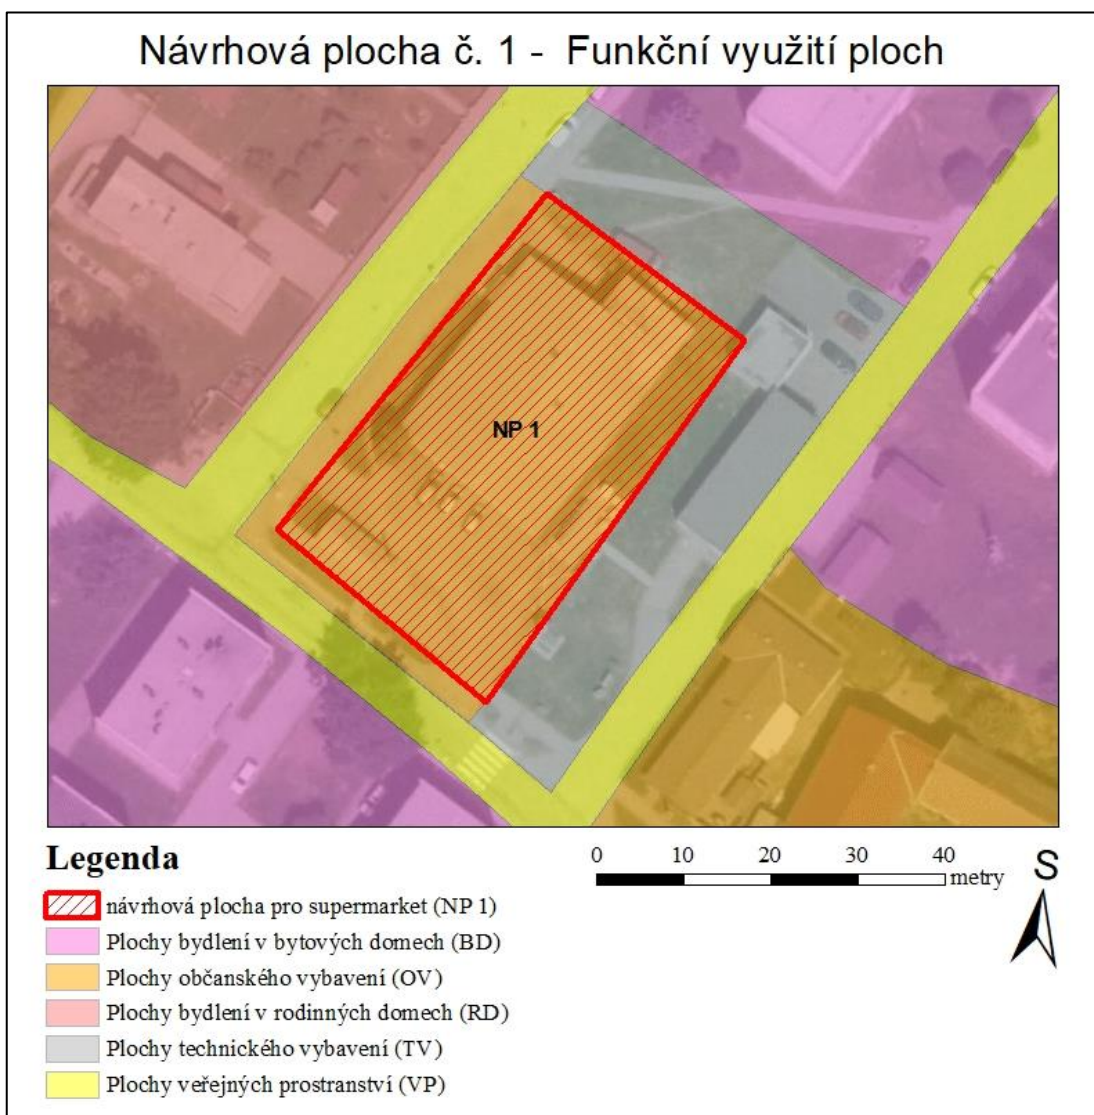 Návrhová plocha č. 1 - Funkční využití ploch
NP 1
Legenda
návrhová plocha pro supermarket (NP 1)
Plochy bydlení v bytových domech (BD)
Plochy občanského vybavení (OV)
Plochy bydlení v rodinných domech (RD)
Plochy technického vybavení (TV)
Plochy veřejných prostranství (VP)
0 10 20 30 40
metry
S